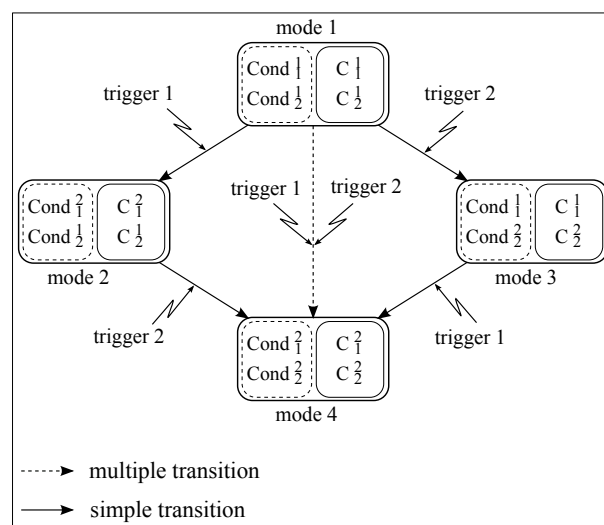 mode 1
Cond 1 1 C 1 1
Cond 1 2 C 1 2
trigger 1
trigger 2
trigger 1 trigger 2
Cond 2 1 C 2 1
Cond 1 2 C 1 2
mode 2
Cond 1 1 C 1 1
Cond 2 2 C 2 2
mode 3
trigger 2
trigger 1
Cond 2 1 C 2 1
Cond 2 2 C 2 2
mode 4
multiple transition
simple transition